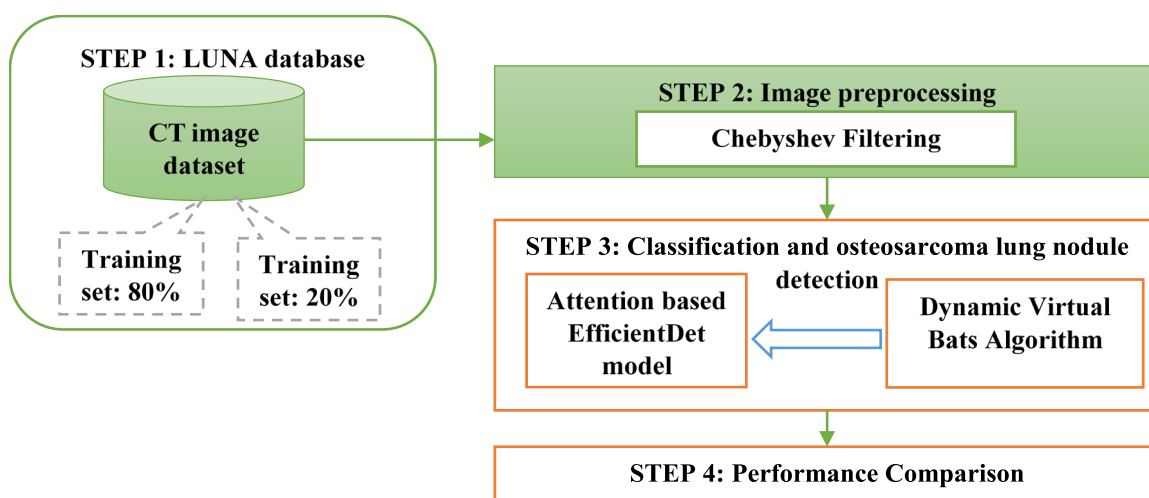 STEP 1: LUNA database
CT image
dataset
Training
set: 80%
Training
set: 20%
STEP 2: Image preprocessing
Chebyshev Filtering
STEP 3: Classification and osteosarcoma lung nodule
detection
Attention based
EfficientDet
model
Dynamic Virtual
Bats Algorithm
STEP 4: Performance Comparison